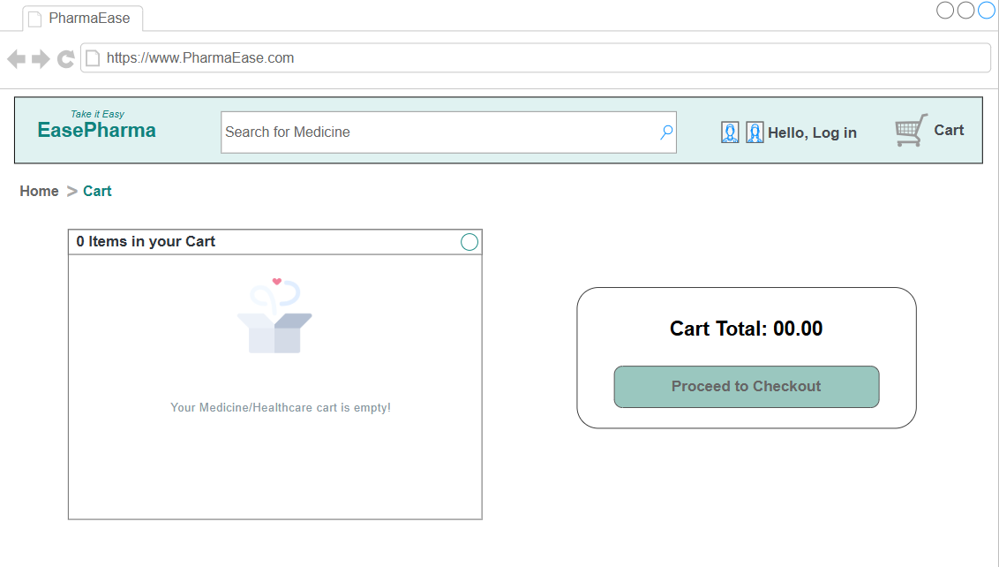 PharmaEase
https://www.PharmaEase.com
Take it Easy
EasePharma
Search for Medicine
Hello, Log in
Cart
Home > Cart
0 Items in your Cart
Your Medicine/Healthcare cart is empty!
Cart Total: 00.00
Proceed to Checkout